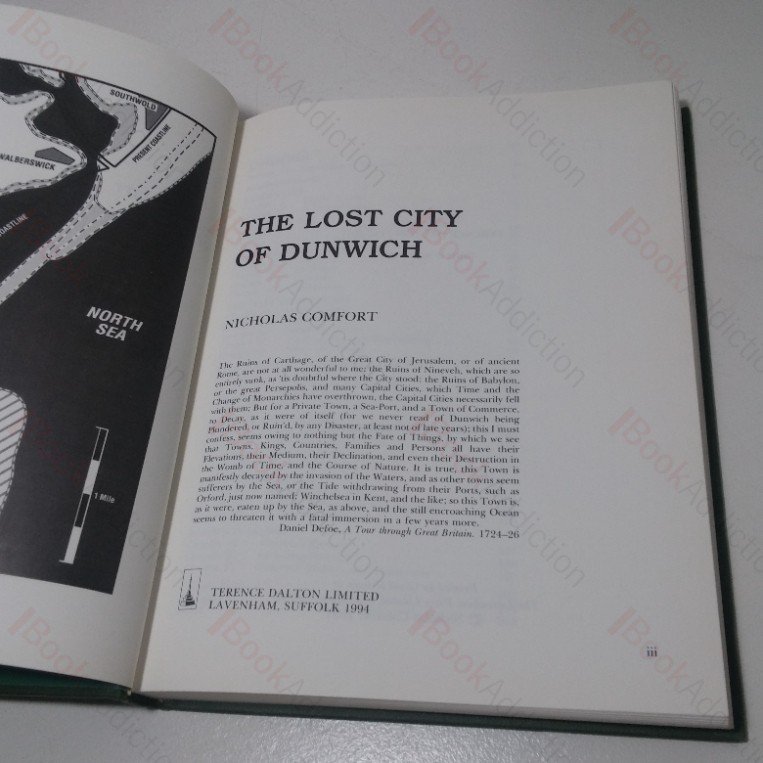 SOUTHWOLD
PRESENT COASTLINE
WALBERSWICK
COASTLINE
NORTH
SEA
1 Mile
THE LOST CITY
OF DUNWICH
NICHOLAS COMFORT
The Ruins of Carthage, of the Great City of Jerusalem, or of ancient
Rome, are not at all wonderful to me; the Ruins of Nineveh, which are so
entirely sunk, as 'tis doubtful where the City stood; the Ruins of Babylon,
or the great Persepolis, and many Capital Cities, which Time and the
Change of Monarchies have overthrown, the Capital Cities necessarily fell
with them: But for a Private Town, a Sea-Port, and a Town of Commerce,
to Decay, as it were of itself (for we never read of Dunwich being
Plundered, or Ruin'd, by any Disaster, at least not of late years); this I must
confess, seems owing to nothing but the Fate of Things, by which we see
that Towns, Kings, Countries, Families and Persons all have their
Elevations, their Medium, their Declination, and even their Destruction in
the Womb of Time, and the Course of Nature. It is true, this Town is
manifestly decayed by the invasion of the Waters, and as other towns seem
sufferers by the Sea, or the Tide withdrawing from their Ports, such as
Orford, just now named; Winchelsea in Kent, and the like; so this Town is,
as it were, eaten up by the Sea, as above, and the still encroaching Ocean
seems to threaten it with a fatal immersion in a few years more.
Daniel Defoe, A Tour through Great Britain. 1724–26
TERENCE DALTON LIMITED
LAVENHAM, SUFFOLK 1994
iii
BookAddiction